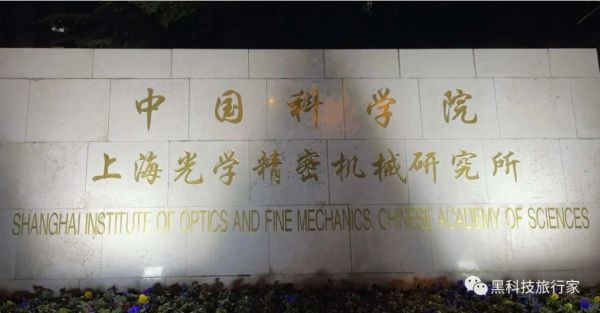 中国科学院
上海光学精密机械研究所
SHANGHAI INSTITUTE OF OPTICS AND FINE MECHANICS, CHINESE ACADEMY OF SCIENCES
黑科技旅行家